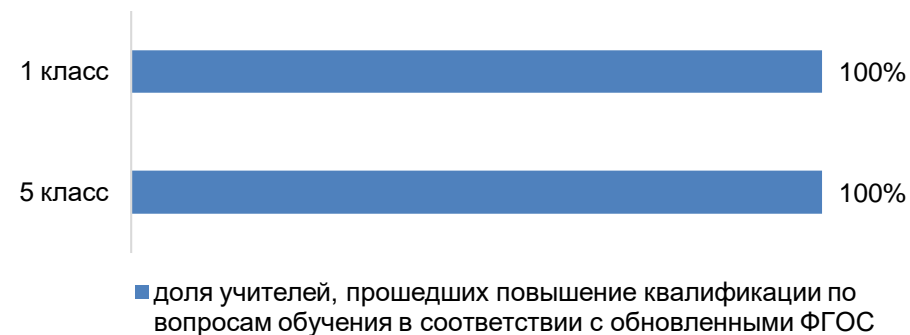 1 класс
100%
5 класс
100%
доля учителей, прошедших повышение квалификации по
вопросам обучения в соответствии с обновленными ФГОС